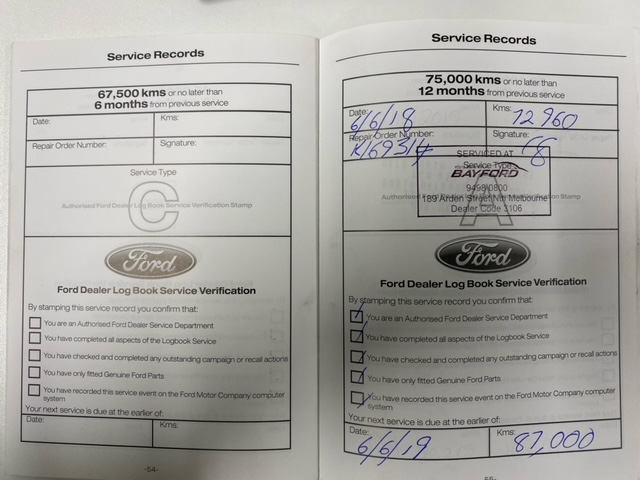 Service Records
67,500 kms or no later than
6 months from previous service
Date:
Kms:
Repair Order Number:
Signature:
Service Type
C
Authorised Ford Dealer Log Book Service Verification Stamp
Ford
Ford Dealer Log Book Service Verification
By stamping this service record you confirm that:
You are an Authorised Ford Dealer Service Department
You have completed all aspects of the Logbook Service
You have checked and completed any outstanding campaign or recall actions
You have only fitted Genuine Ford Parts
You have recorded this service event on the Ford Motor Company computer
system
Your next service is due at the earlier of:
Date:
Kms:
-54-
Service Records
75,000 kms or no later than
12 months from previous service
Date: 6/6/18
Kms: 72960
Repair Order Number:
Signature:
SERVICED AT
Service Type
BAYFORD
9498 0800
189 Arden Street Nth Melbourne
Dealer Code 3106
A
Ford
Ford Dealer Log Book Service Verification
By stamping this service record you confirm that:
You are an Authorised Ford Dealer Service Department
You have completed all aspects of the Logbook Service
You have checked and completed any outstanding campaign or recall actions
You have only fitted Genuine Ford Parts
You have recorded this service event on the Ford Motor Company computer
system
Your next service is due at the earlier of:
Date: 6/6/19
Kms: 87,000
-55-